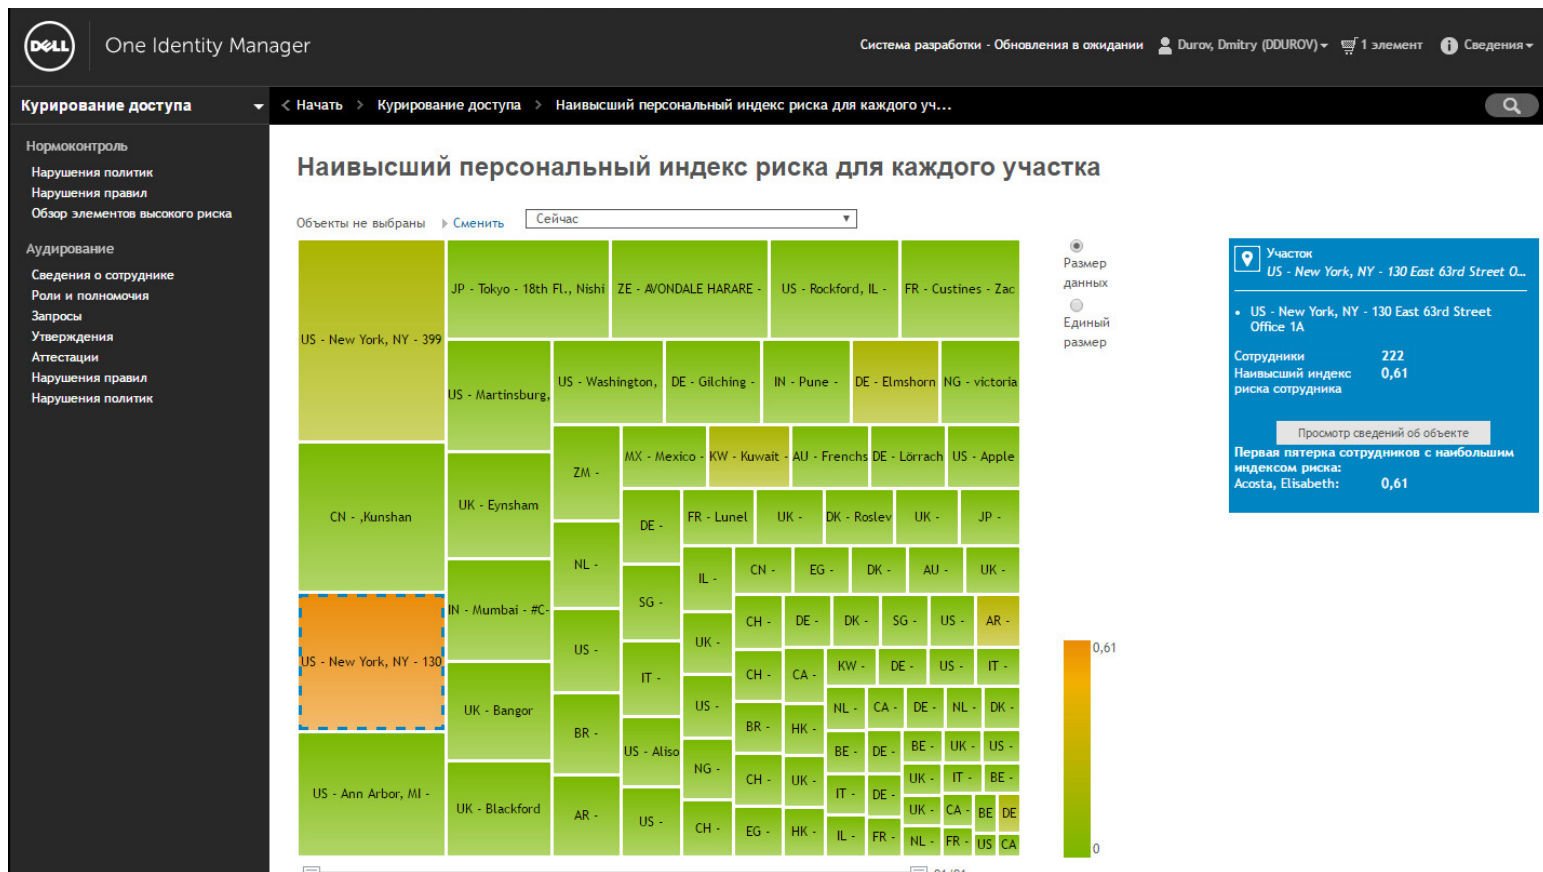 DELL
One Identity Manager
Система разработки - Обновления в ожидании
Durov, Dmitry (DDUROV)
1 элемент
Сведения
Курирование доступа
Начать > Курирование доступа > Наивысший персональный индекс риска для каждого уч...
Нормоконтроль
Нарушения политик
Нарушения правил
Обзор элементов высокого риска
Аудирование
Сведения о сотруднике
Роли и полномочия
Запросы
Утверждения
Аттестации
Нарушения правил
Нарушения политик
Наивысший персональный индекс риска для каждого участка
Объекты не выбраны
Сменить
Сейчас
US - New York, NY - 399
CN - ,Kunshan
US - New York, NY - 130
US - Ann Arbor, MI -
JP - Tokyo - 18th Fl., Nishi
ZE - AVONDALE HARARE -
US - Rockford, IL -
FR - Custines - Zac
US - Martinsburg,
UK - Eynsham
IN - Mumbai - #C-
UK - Bangor
UK - Blackford
US - Washington,
DE - Gilching -
IN - Pune -
DE - Elmshorn
NG - victoria
ZM -
NL -
US -
BR -
AR -
MX - Mexico -
KW - Kuwait -
AU - Frenchs
DE - Lörrach
US - Apple
DE -
SG -
IT -
US - Aliso
US -
FR - Lunel
UK -
DK - Roslev
UK -
JP -
IL -
UK -
US -
NG -
CH -
CN -
EG -
DK -
AU -
UK -
CH -
CH -
BR -
CH -
EG -
DE -
DK -
SG -
US -
AR -
CA -
HK -
UK -
HK -
KW -
DE -
US -
IT -
NL -
CA -
DE -
NL -
DK -
BE -
DE -
BE -
UK -
US -
IT -
DE -
UK -
IT -
BE -
IL -
FR -
UK -
CA -
BE
DE
NL -
FR -
US
CA
Размер
данных
Единый
размер
0,61
0
Участок
US - New York, NY - 130 East 63rd Street O...
• US - New York, NY - 130 East 63rd Street
Office 1A
Сотрудники 222
Наивысший индекс 0,61
риска сотрудника
Просмотр сведений об объекте
Первая пятерка сотрудников с наибольшим
индексом риска:
Acosta, Elisabeth: 0,61